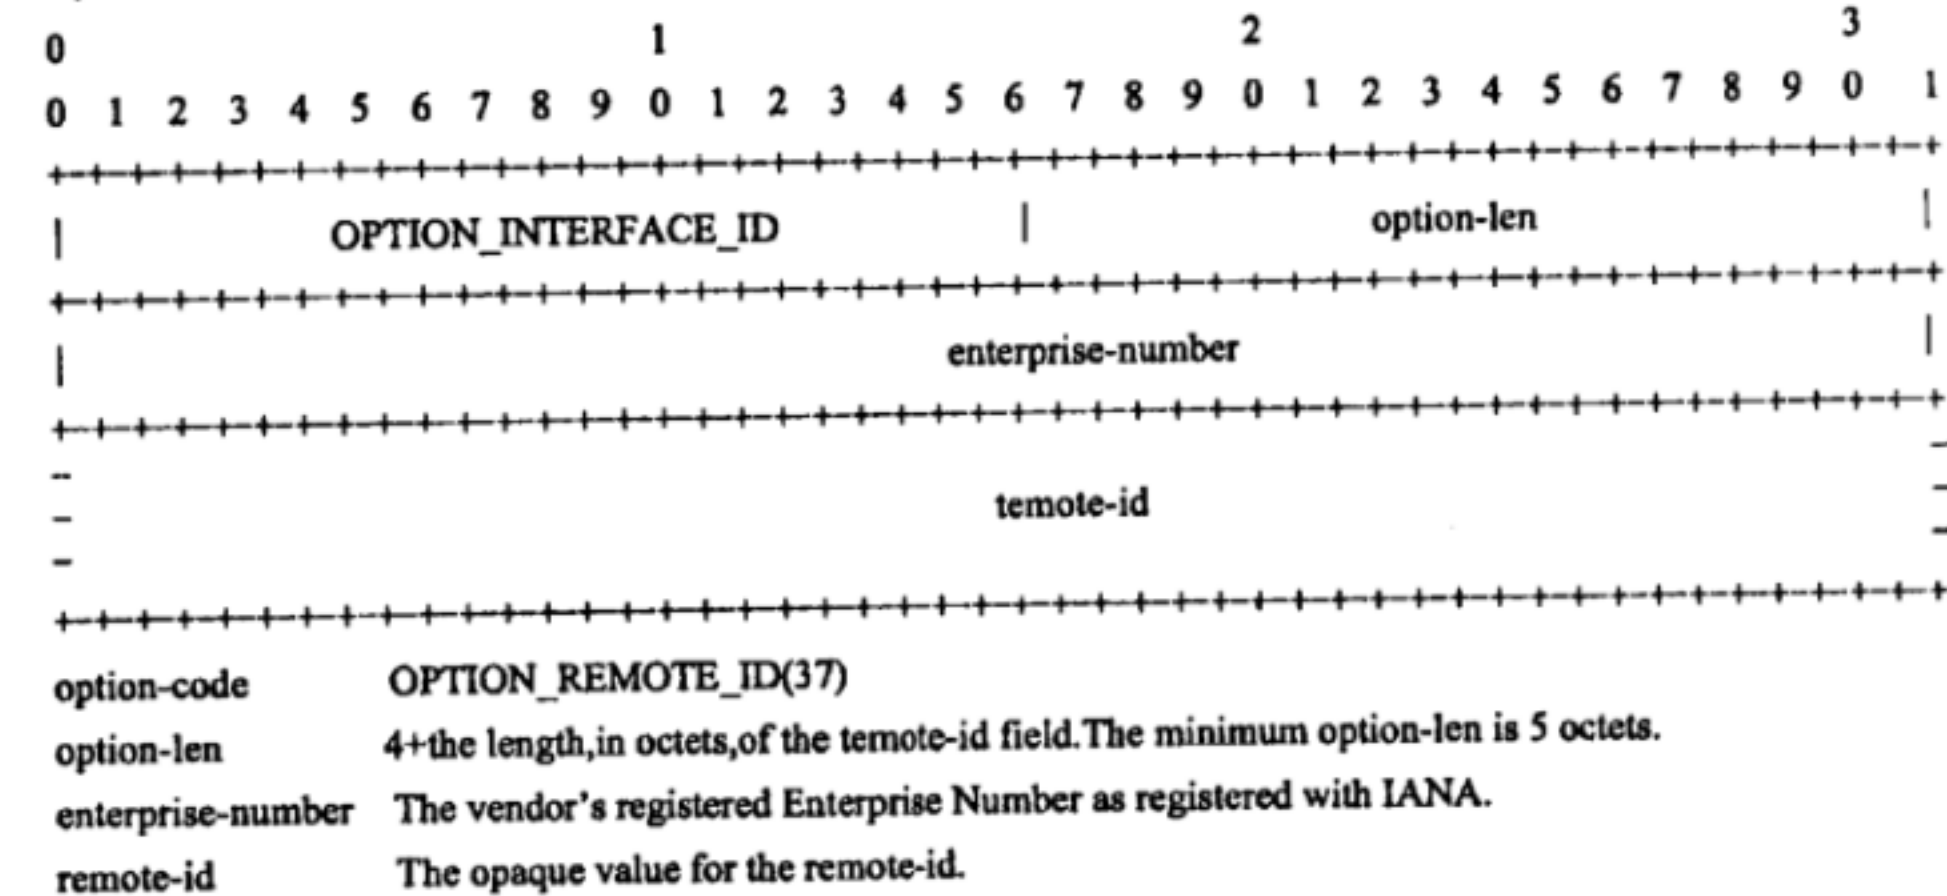 0 1 2 3
0 1 2 3 4 5 6 7 8 9 0 1 2 3 4 5 6 7 8 9 0 1 2 3 4 5 6 7 8 9 0 1
OPTION_INTERFACE_ID | option-len
enterprise-number
temote-id
option-code OPTION_REMOTE_ID(37)
option-len 4+the length,in octets,of the temote-id field.The minimum option-len is 5 octets.
enterprise-number The vendor's registered Enterprise Number as registered with IANA.
remote-id The opaque value for the remote-id.